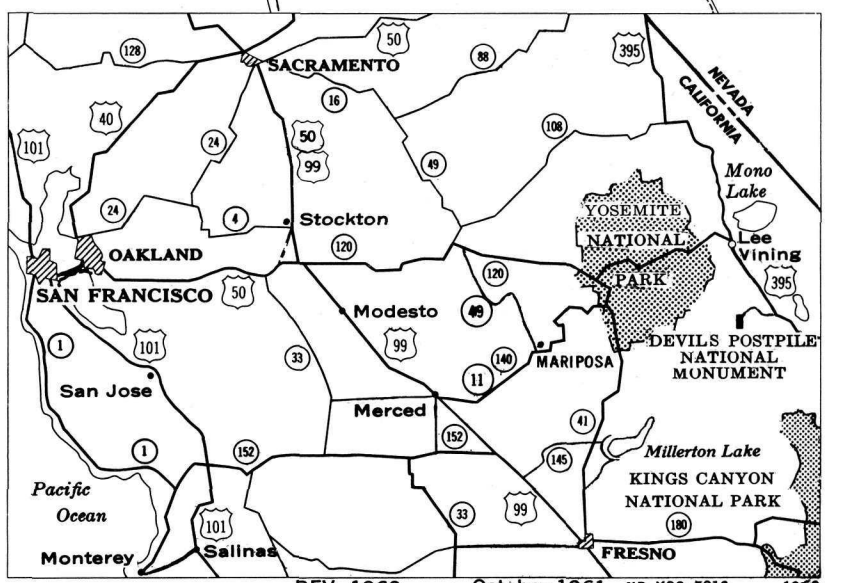 128
50
SACRAMENTO
88
395
NEVADA
CALIFORNIA
16
40
101
24
50
99
49
108
Mono
Lake
24
4
Stockton
YOSEMITE
NATIONAL
PARK
Lee
Vining
OAKLAND
120
120
395
SAN FRANCISCO
50
Modesto
49
1
101
33
99
140
MARIPOSA
DEVILS POSTPILE
NATIONAL
MONUMENT
San Jose
11
Merced
41
1
152
152
145
Millerton Lake
KINGS CANYON
NATIONAL PARK
Pacific
Ocean
101
33
99
180
Monterey
Salinas
FRESNO